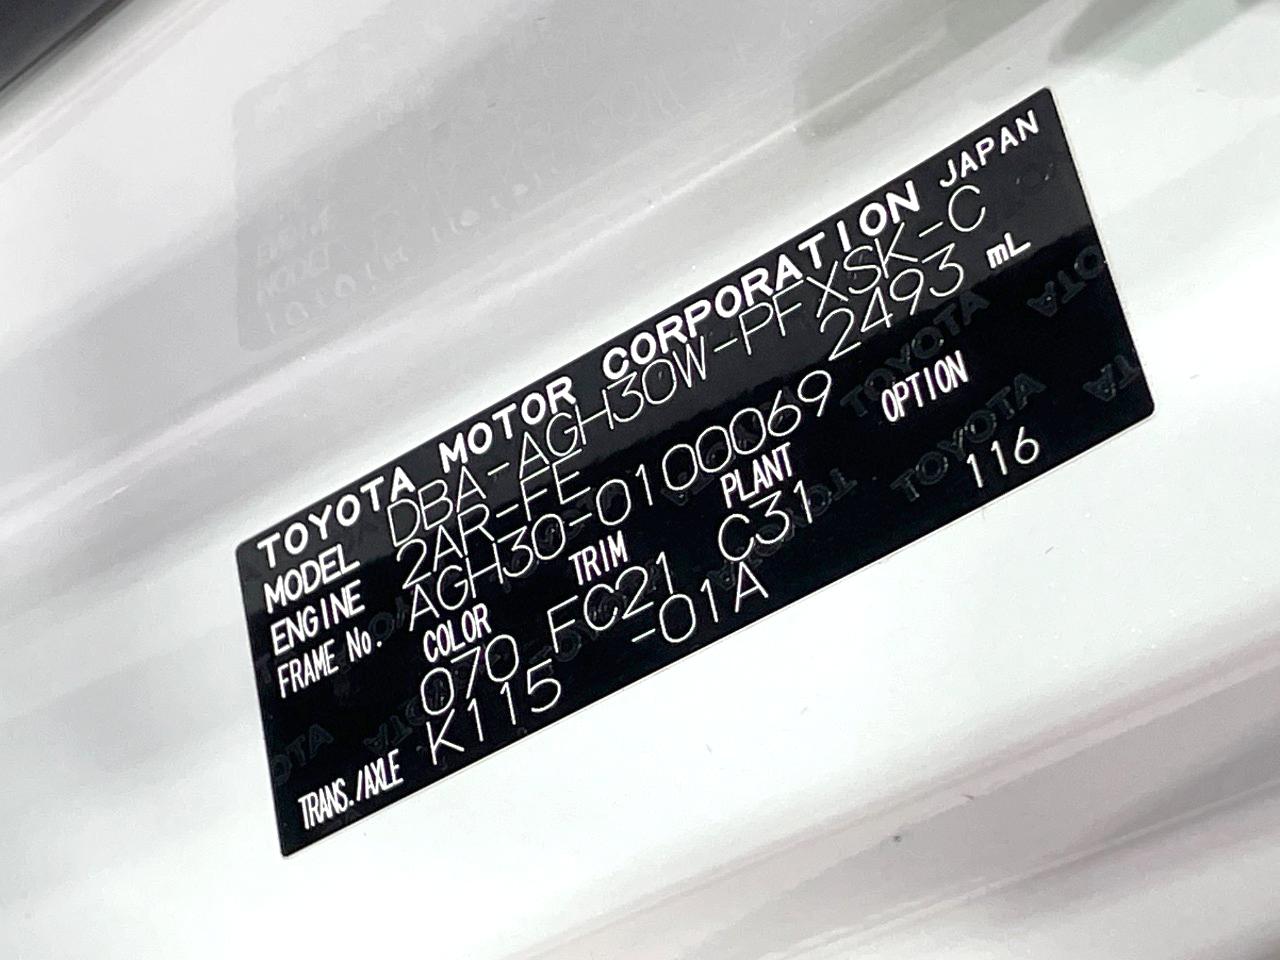 TOYOTA MOTOR CORPORATION JAPAN
MODEL DBA-AGH30W-PFXSK-C
ENGINE 2AR-FE 2493 mL
FRAME No. AGH30-0100069
COLOR TRIM PLANT OPTION
070 FC21 C31 116
TRANS./AXLE K115 -01A